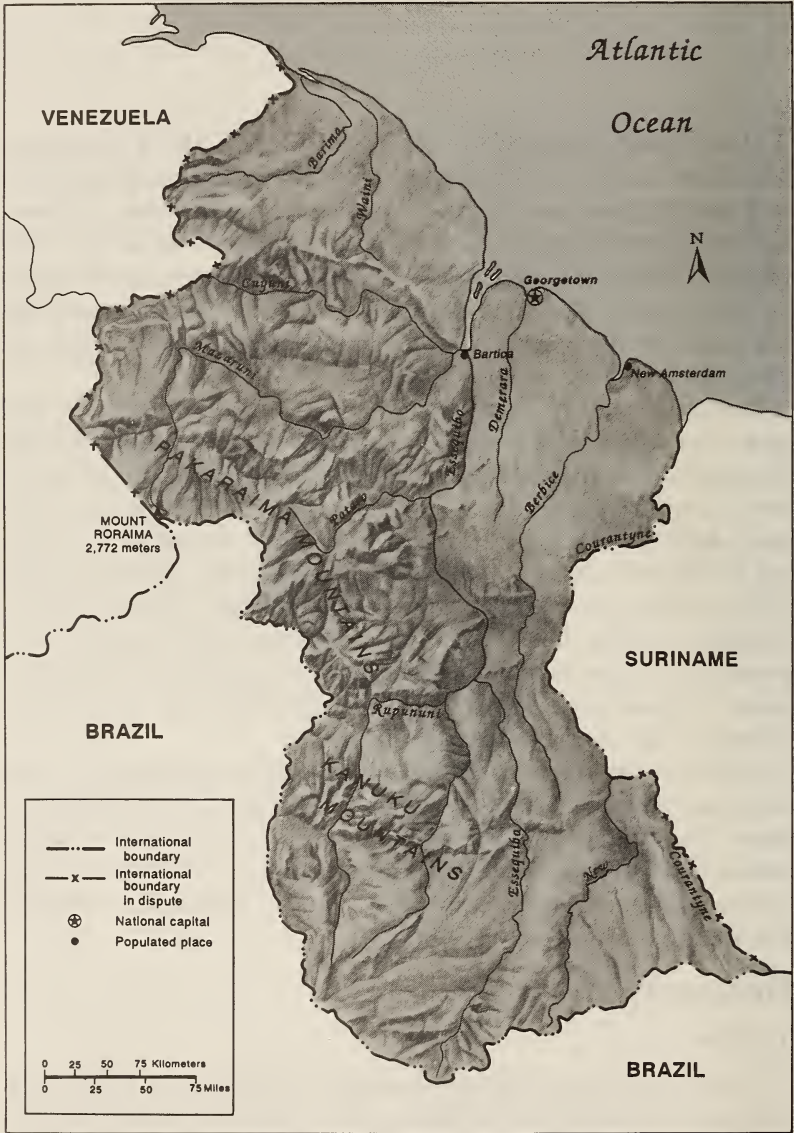 Atlantic
Ocean
VENEZUELA
Barima
Waini
N
Georgetown
Cuyuni
Bartica
Mazaruni
New Amsterdam
Demerara
Essequibo
PAKARAIMA MOUNTAINS
Potaro
Berbice
MOUNT
RORAIMA
2,772 meters
Courantyne
SURINAME
BRAZIL
Rupununi
KANUKU
MOUNTAINS
Essequibo
New
Courantyne
International
boundary
International
boundary
in dispute
National capital
Populated place
0 25 50 75 Kilometers
0 25 50 75 Miles
BRAZIL